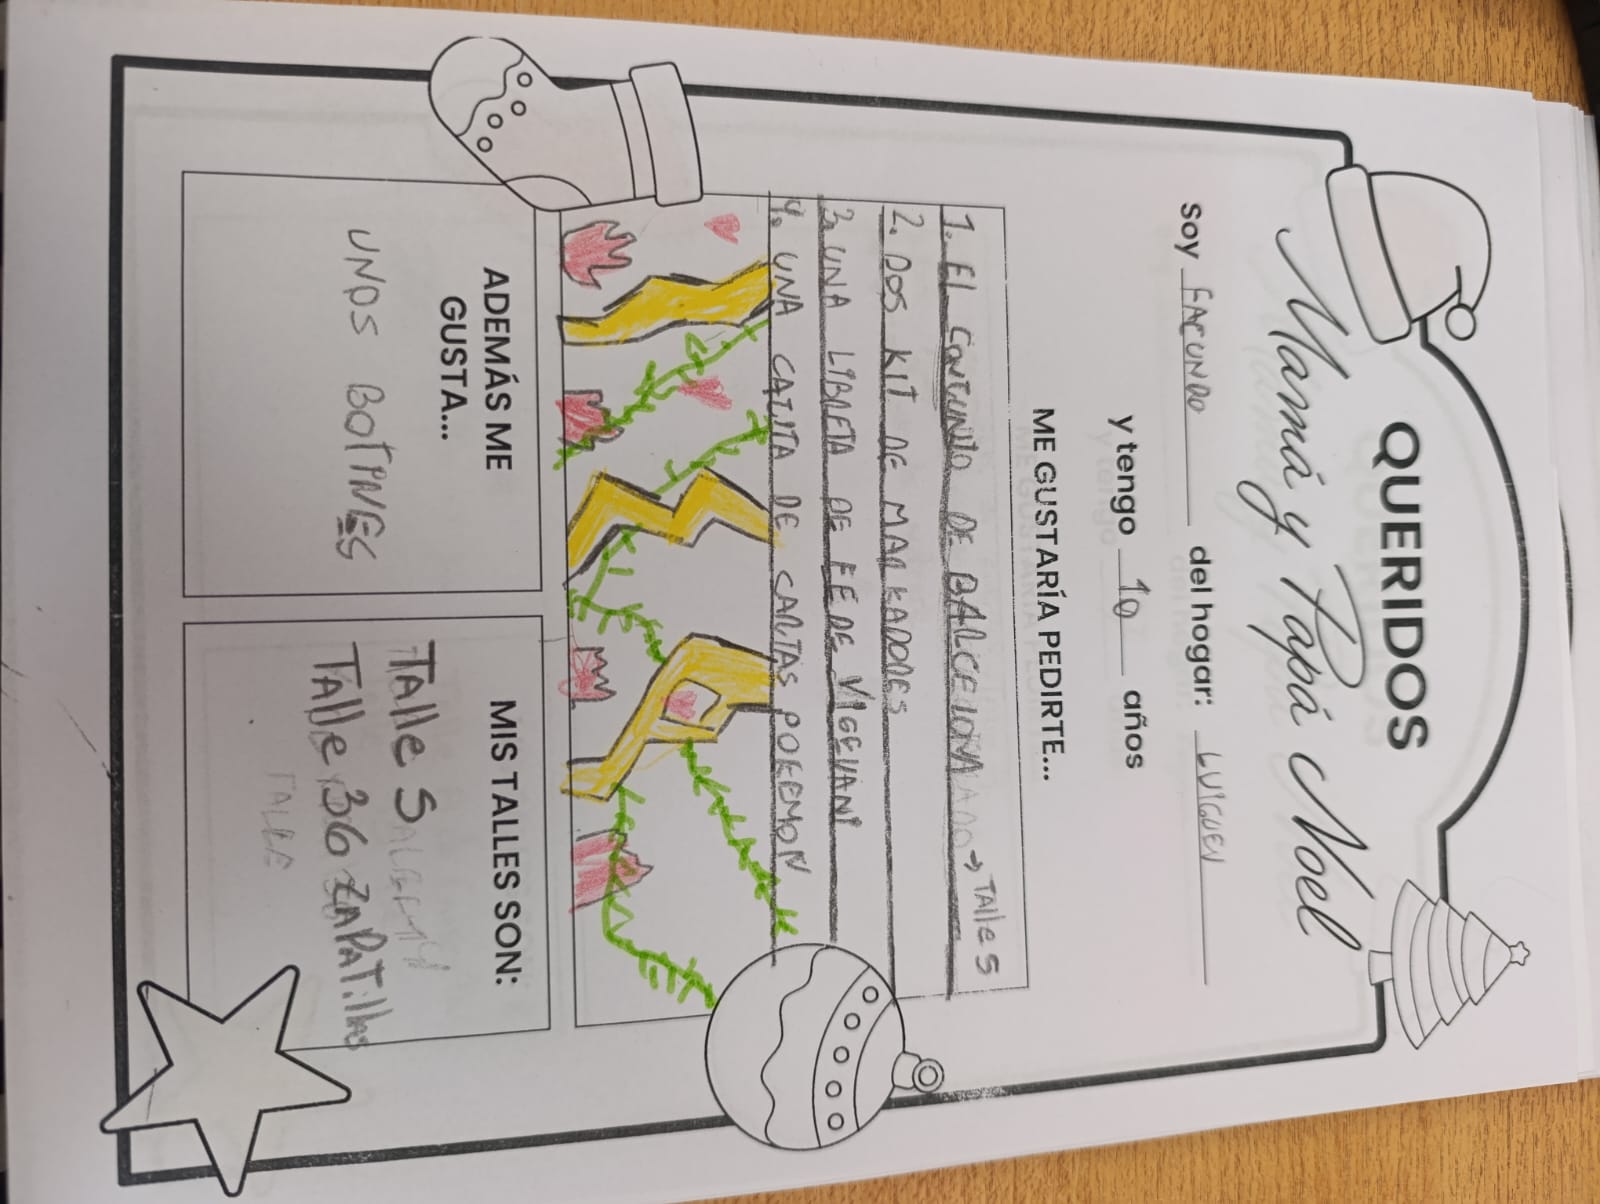 QUERIDOS
Mamá y Papá Noel
Soy FACUNDO del hogar: LUIGUEN
y tengo 10 años
ME GUSTARÍA PEDIRTE...
1. EL CONJUNTO DE BARCELONA → TAlle S
2. DOS KIT DE MARKADORES
3. UNA LIBRETA DE EEDE VIGEVANI
4. UNA CAJITA DE CARTAS POKEMON
ADEMÁS ME
GUSTA...
UNOS BOTINES
MIS TALLES SON:
TAlle S
TAlle 36 ZAPATillas
TALLE